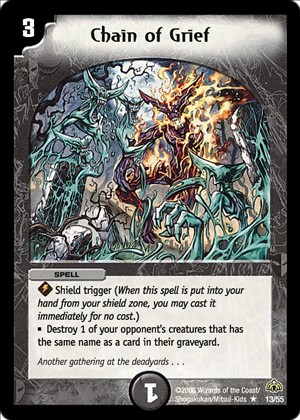 3
Chain of Grief
SPELL
Shield trigger (When this spell is put into your
hand from your shield zone, you may cast it
immediately for no cost.)
▪ Destroy 1 of your opponent's creatures that has
the same name as a card in their graveyard.
Another gathering at the deadyards . . .
1
©2006 Wizards of the Coast/
Shogakukan/Mitsui-Kids ★ 13/55